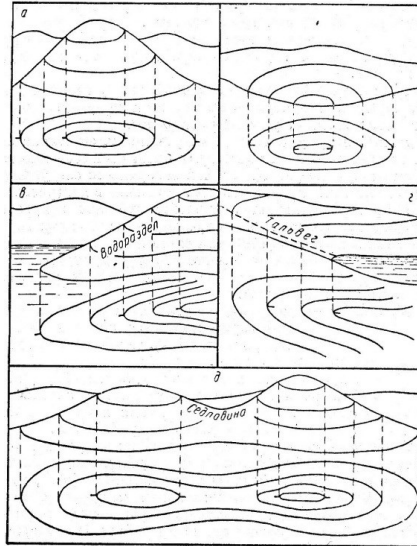 а
в
Водораздел
г
Тальвег
д
Седловина